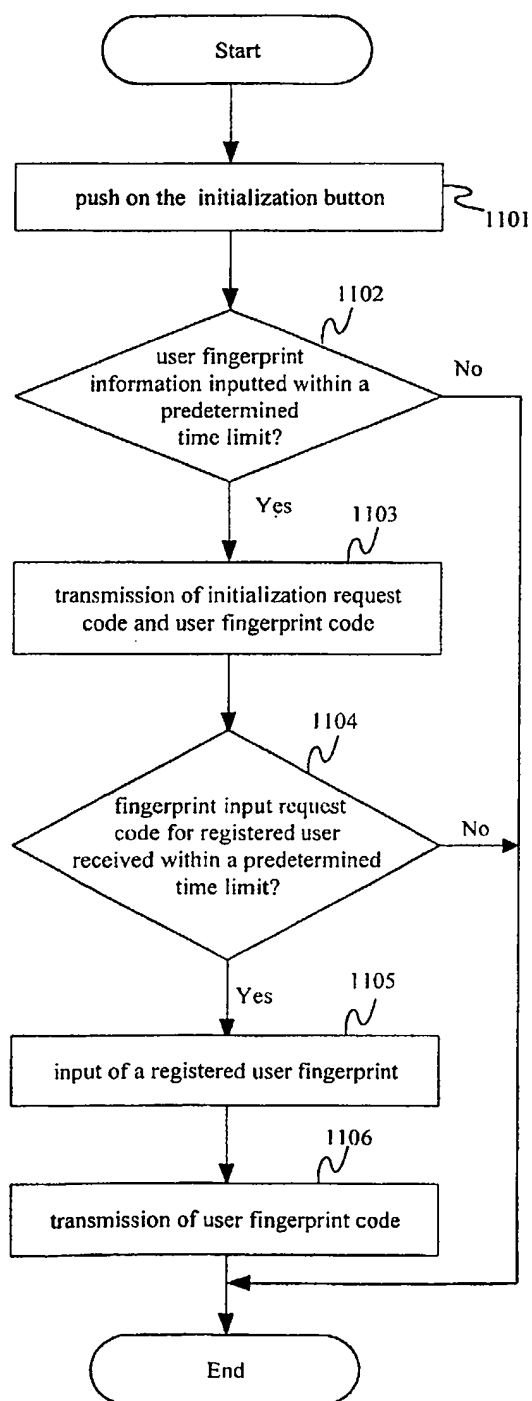 Start
push on the initialization button
1101
1102
user fingerprint
information inputted within a
predetermined
time limit?
No
Yes
1103
transmission of initialization request
code and user fingerprint code
1104
fingerprint input request
code for registered user
received within a predetermined
time limit?
No
Yes
1105
input of a registered user fingerprint
1106
transmission of user fingerprint code
End